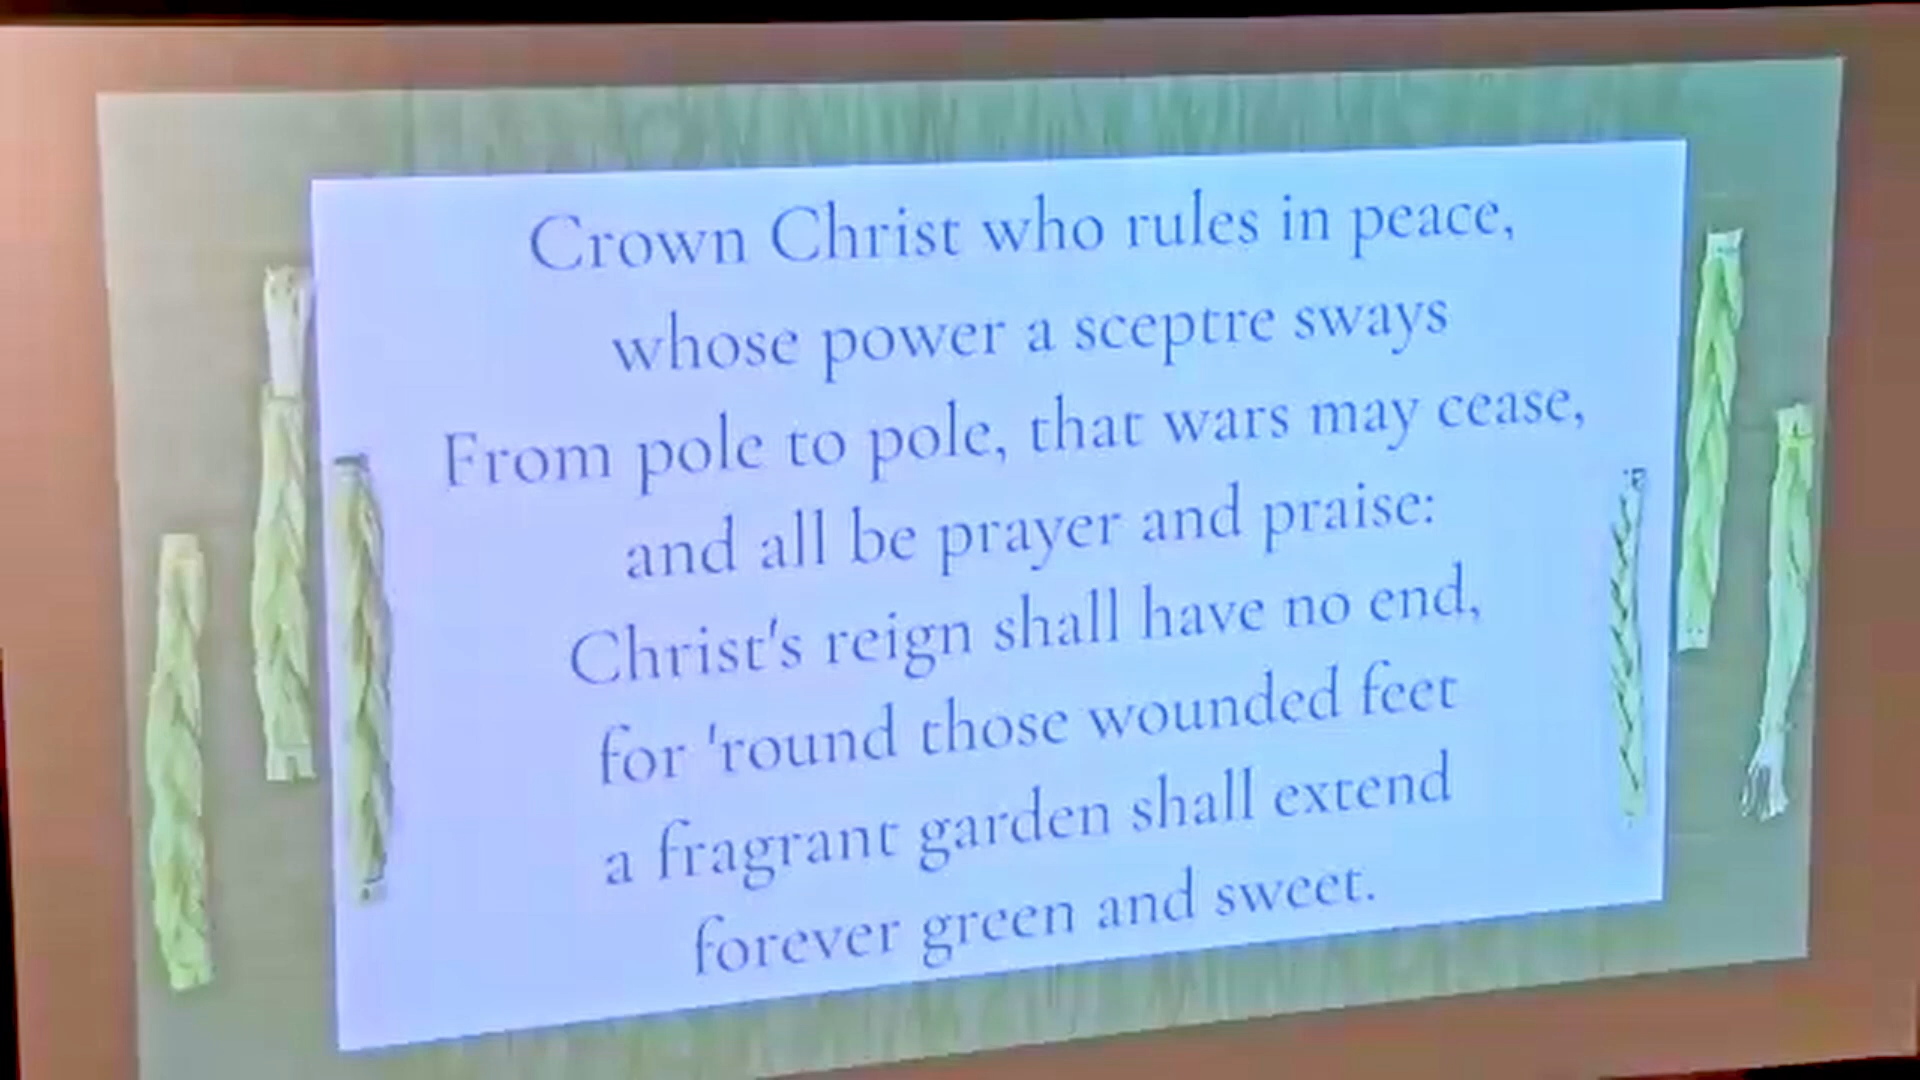 Crown Christ who rules in peace,
whose power a sceptre sways
From pole to pole, that wars may cease,
and all be prayer and praise:
Christ's reign shall have no end,
for 'round those wounded feet
a fragrant garden shall extend
forever green and sweet.